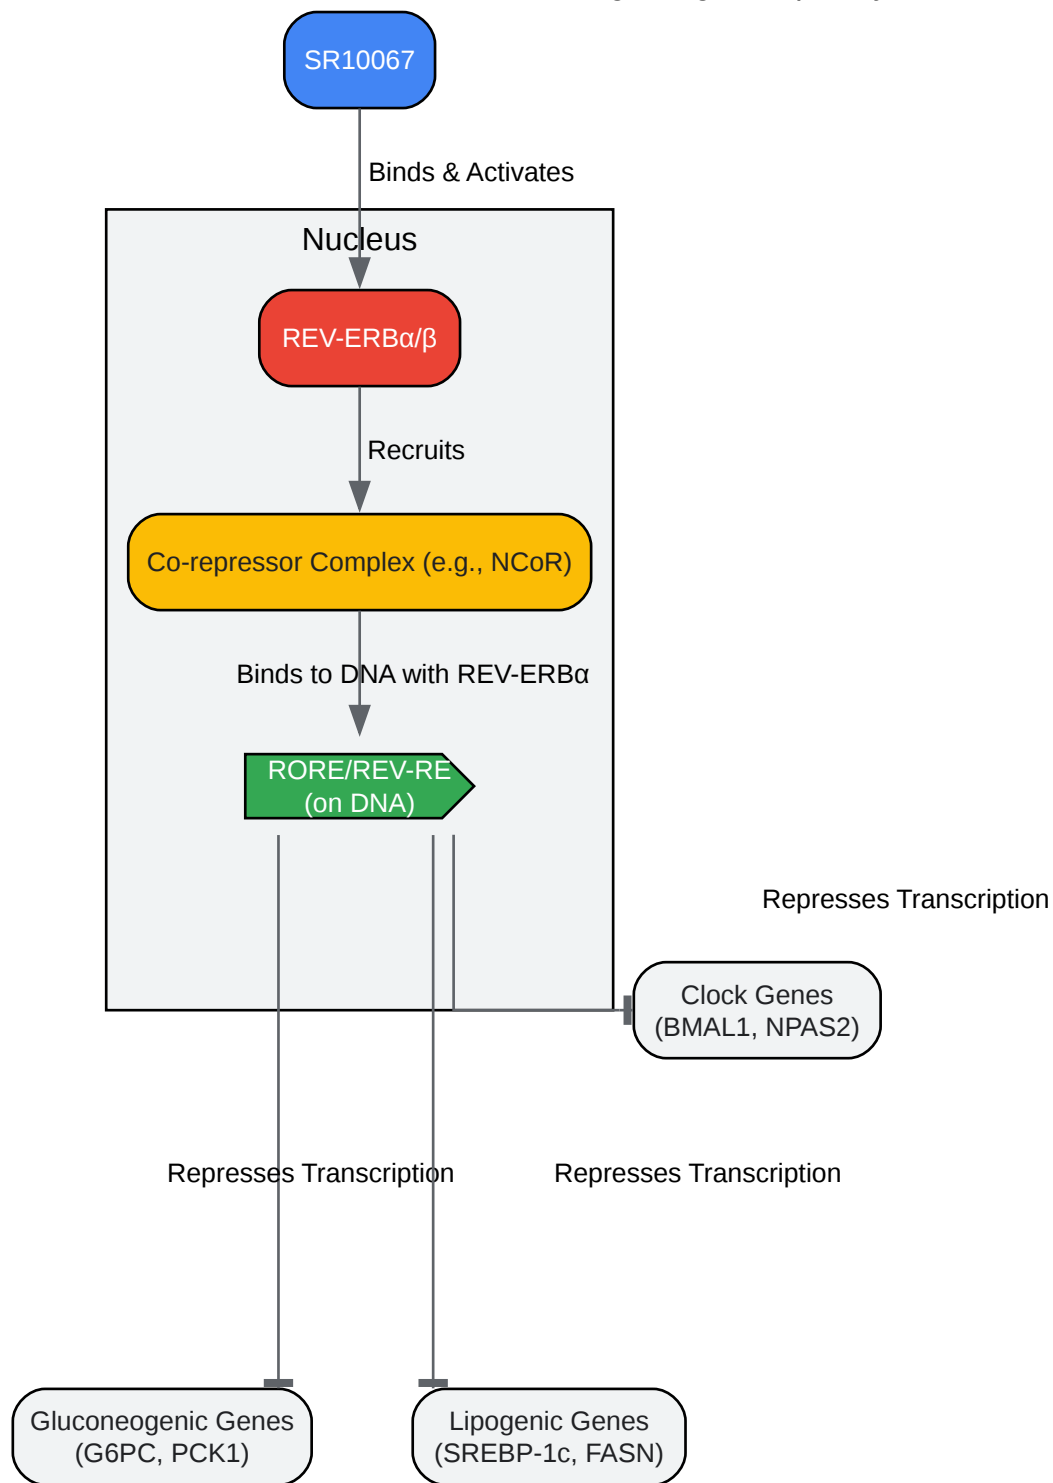 SR10067
Binds & Activates
Nucleus
REV-ERBα/β
Recruits
Co-repressor Complex (e.g., NCoR)
Binds to DNA with REV-ERBα
RORE/REV-RE
(on DNA)
Represses Transcription
Clock Genes
(BMAL1, NPAS2)
Represses Transcription
Represses Transcription
Gluconeogenic Genes
(G6PC, PCK1)
Lipogenic Genes
(SREBP-1c, FASN)